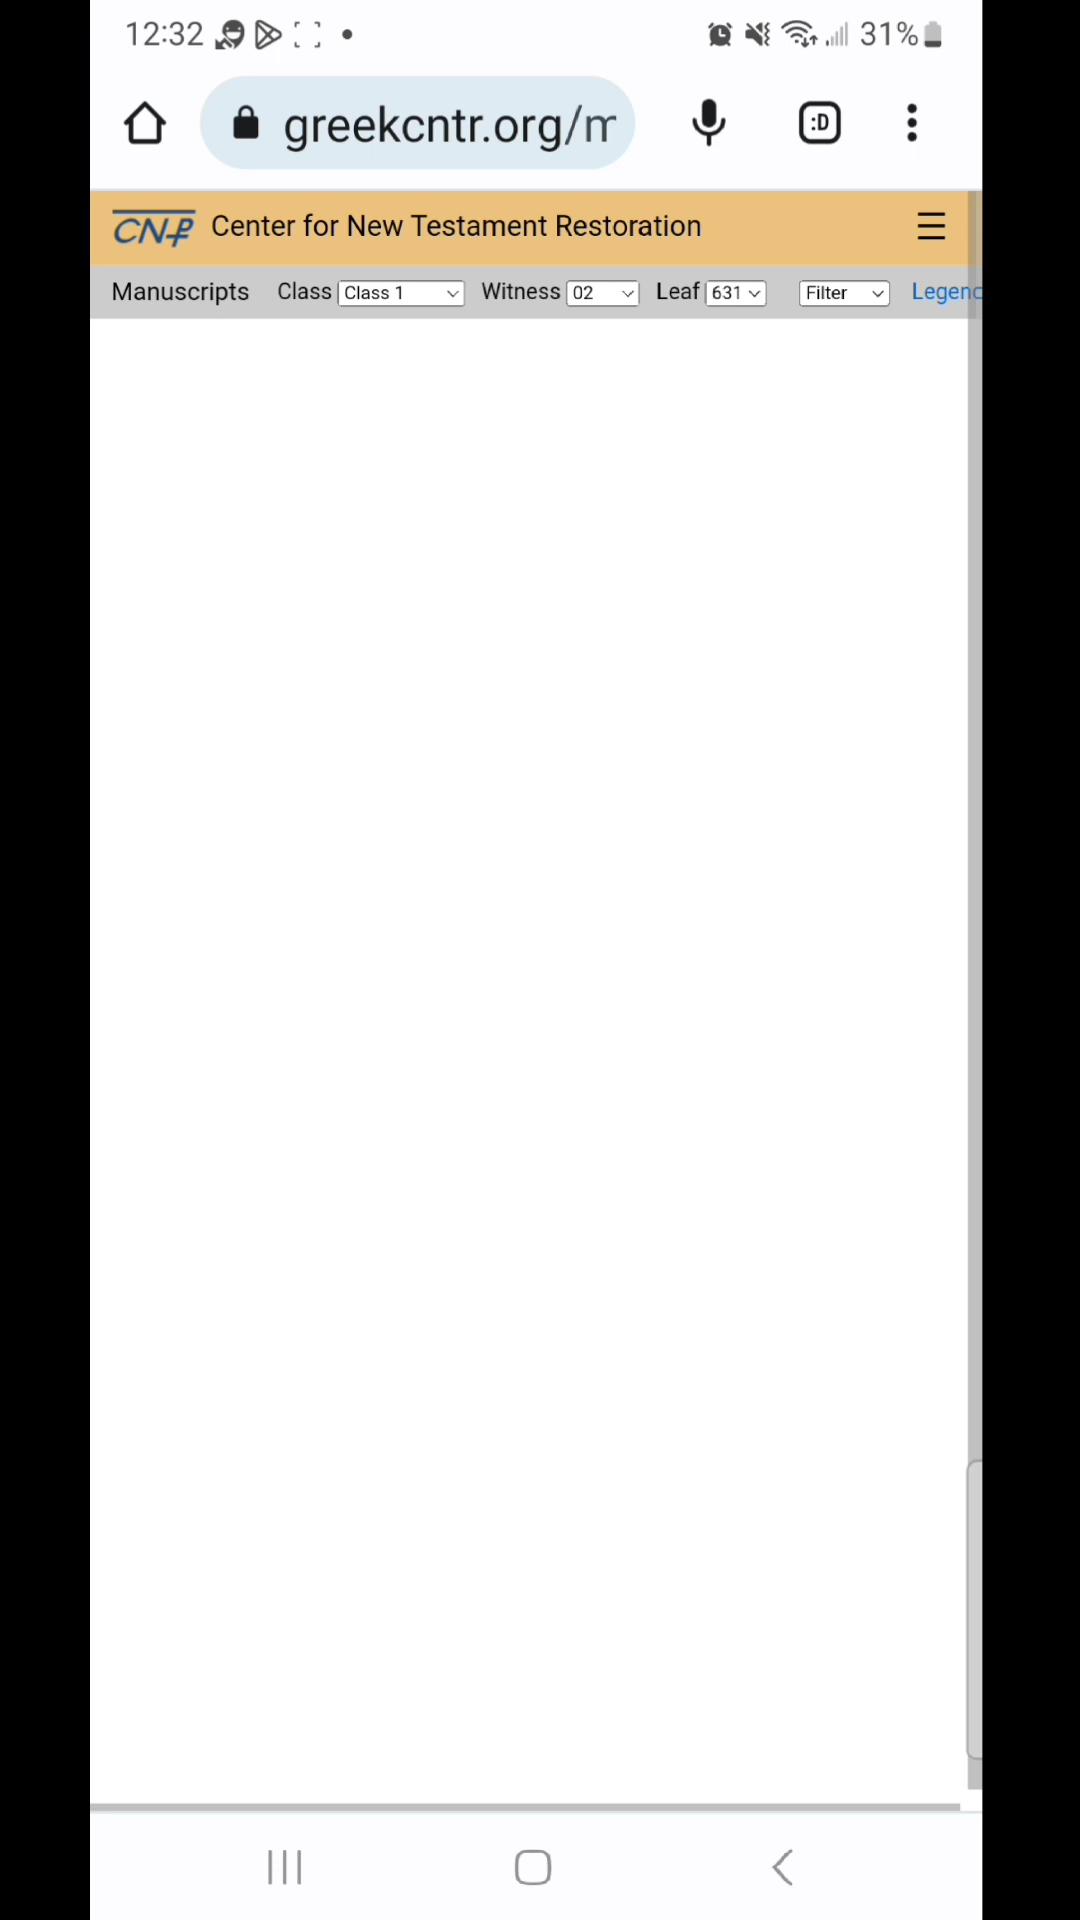 12:32 31%
greekcntr.org/m :D
CNTR Center for New Testament Restoration
Manuscripts Class Class 1 Witness 02 Leaf 631 Filter Legend